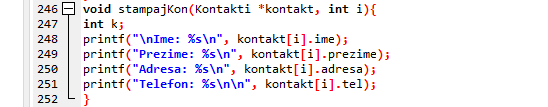 246 void stampajKon(Kontakti *kontakt, int i){
247 int k;
248 printf("\nIme: %s\n", kontakt[i].ime);
249 printf("Prezime: %s\n", kontakt[i].prezime);
250 printf("Adresa: %s\n", kontakt[i].adresa);
251 printf("Telefon: %s\n\n", kontakt[i].tel);
252 }